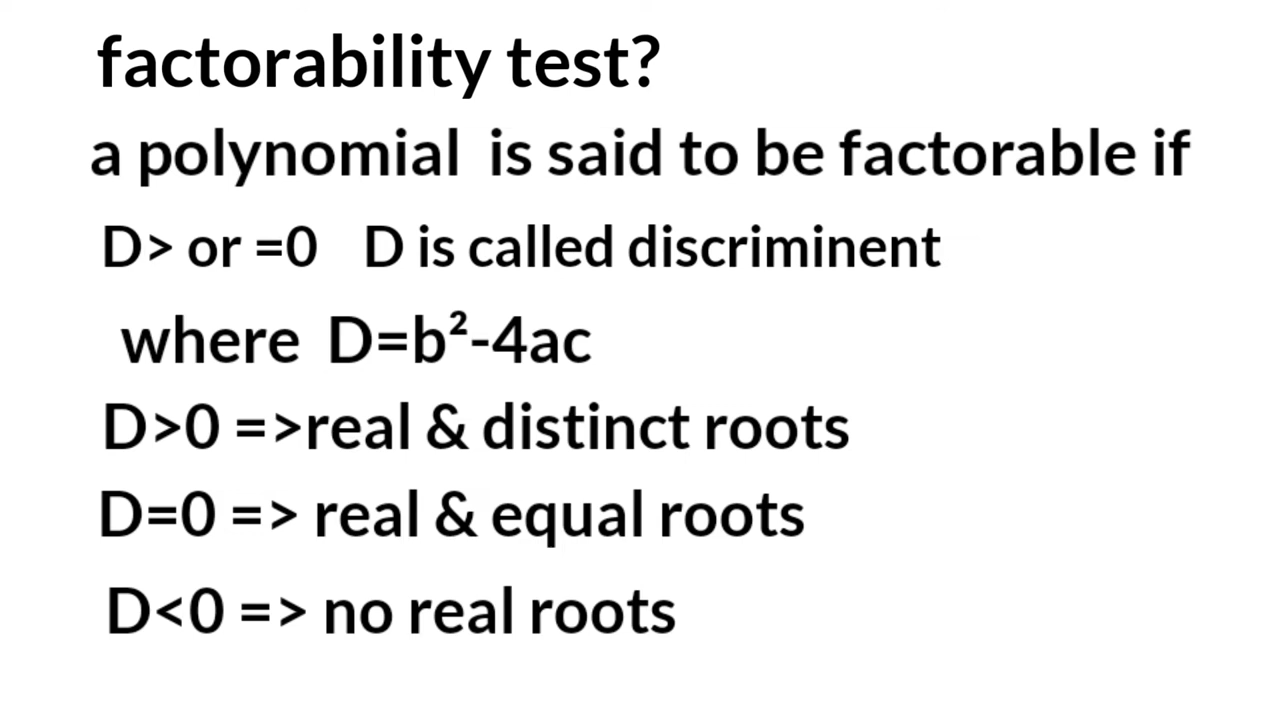 factorability test?
a polynomial is said to be factorable if
D> or =0 D is called discriminent
where D=b²-4ac
D>0 =>real & distinct roots
D=0 => real & equal roots
D<0 => no real roots